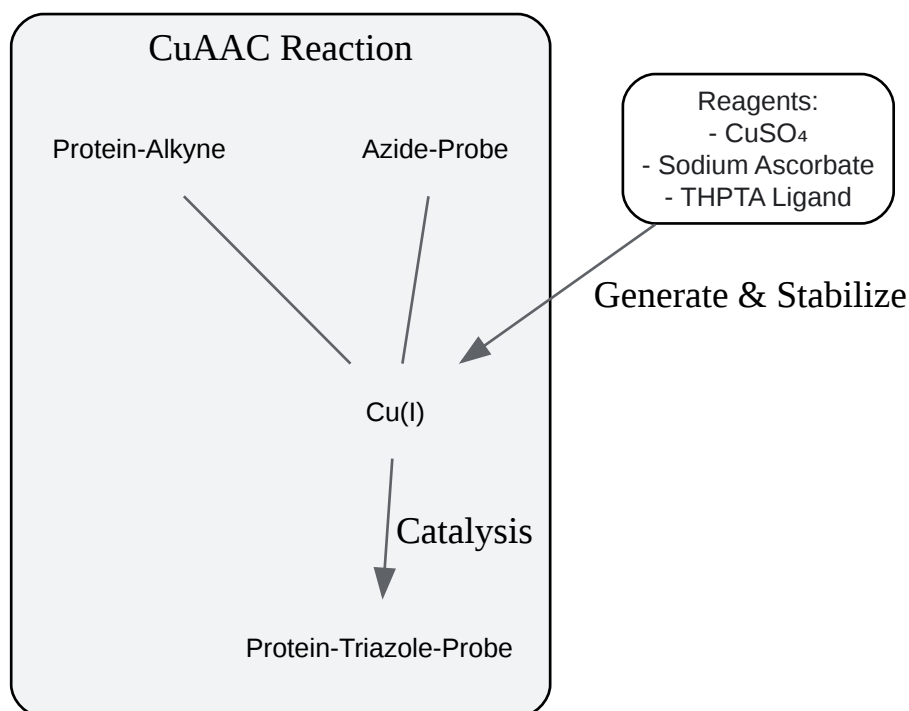 CuAAC Reaction
Protein-Alkyne
Azide-Probe
Reagents:
- CuSO₄
- Sodium Ascorbate
- THPTA Ligand
Generate & Stabilize
Cu(I)
Catalysis
Protein-Triazole-Probe